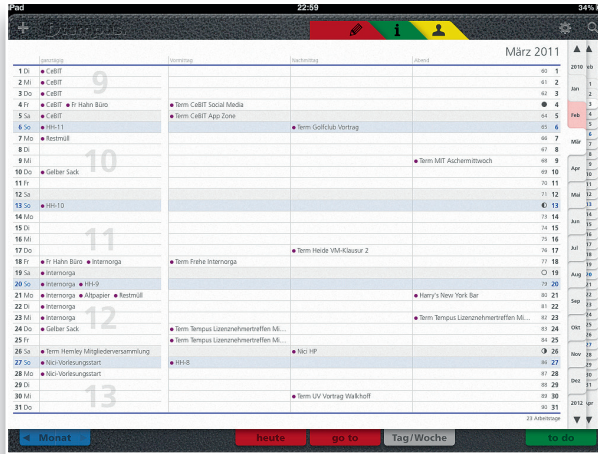 Pad 22:59 34%
Tempus
März 2011
ganztägig Vormittag Nachmittag Abend
1 Di • CeBIT 60 1
9
2 Mi • CeBIT 61 2
3 Do • CeBIT 62 3
4 Fr • CeBIT • Fr Hahn Büro • Term CeBIT Social Media 4
5 Sa • CeBIT • Term CeBIT App Zone 64 5
6 So • HH-11 • Term Golfclub Vortrag 65 6
7 Mo • Restmüll 66 7
8 Di 67 8
10
9 Mi • Term MIT Aschermittwoch 68 9
10 Do • Gelber Sack 69 10
11 Fr 70 11
12 Sa 71 12
13 So • HH-10 13
14 Mo 73 14
15 Di 74 15
11
16 Mi 75 16
17 Do • Term Heide VM-Klausur 2 76 17
18 Fr • Fr Hahn Büro • Internorga • Term Frehe Internorga 77 18
19 Sa • Internorga 19
20 So • Internorga • HH-9 79 20
21 Mo • Internorga • Altpapier • Restmüll • Harry's New York Bar 80 21
22 Di • Internorga 81 22
12
23 Mi • Internorga • Term Tempus Lizenznehmertreffen Mi... 82 23
24 Do • Gelber Sack • Term Tempus Lizenznehmertreffen Mi... 83 24
25 Fr • Term Tempus Lizenznehmertreffen Mi... 84 25
26 Sa • Term Hemley Mitgliederversammlung • Nici HP 26
27 So • Nici-Vorlesungsstart • HH-8 86 27
28 Mo • Nici-Vorlesungsstart 87 28
29 Di 88 29
13
30 Mi • Term UV Vortrag Walkhoff 89 30
31 Do 90 31
23 Arbeitstage
2010
Jan
Feb
Mär
Apr
Mai
Jun
Jul
Aug
Sep
Okt
Nov
Dez
2012
Monat heute go to Tag/Woche to do